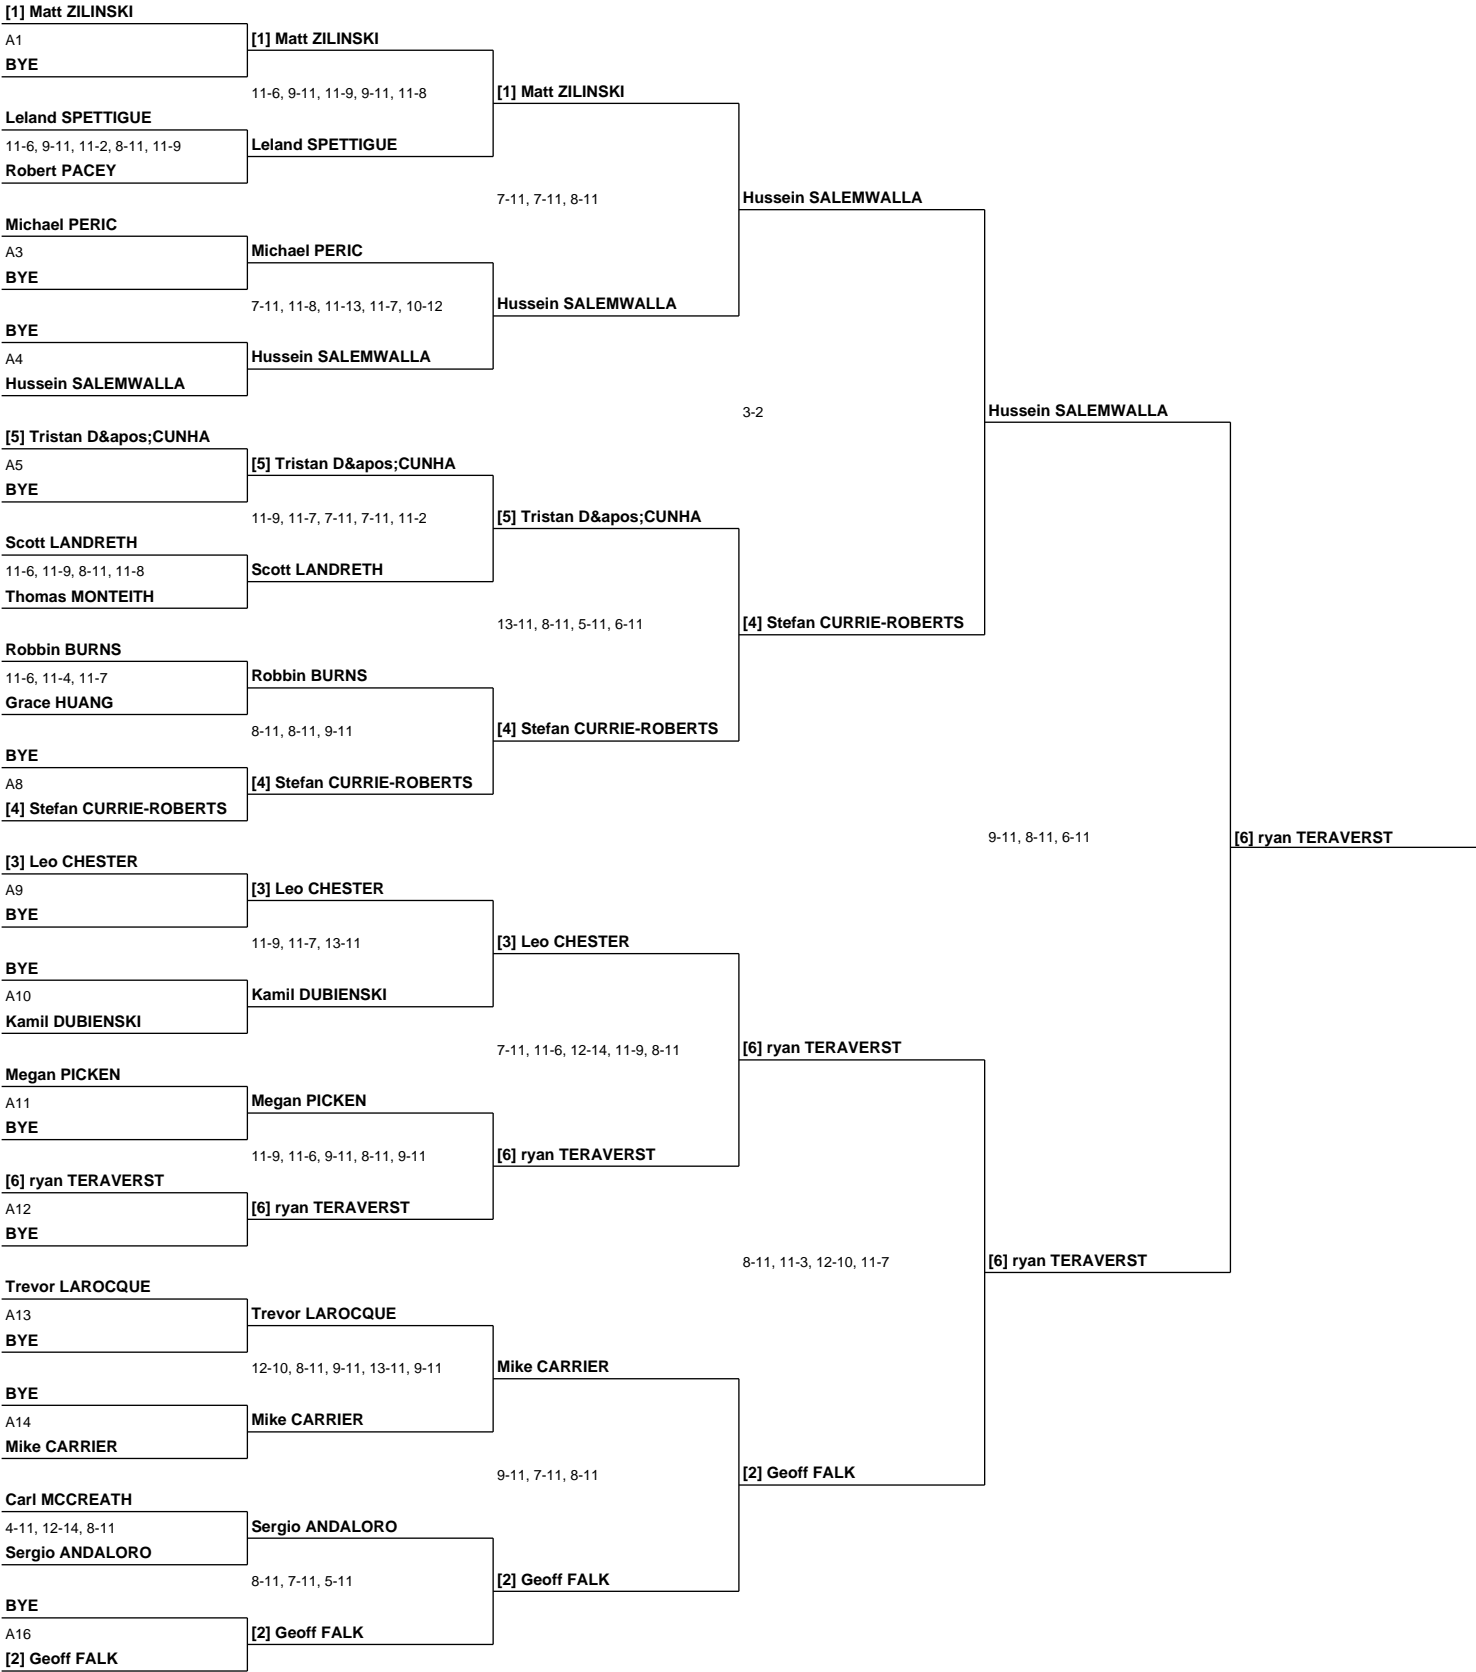 [1] Matt ZILINSKI
A1
[1] Matt ZILINSKI
BYE
11-6, 9-11, 11-9, 9-11, 11-8
[1] Matt ZILINSKI
Leland SPETTIGUE
11-6, 9-11, 11-2, 8-11, 11-9
Leland SPETTIGUE
Robert PACEY
7-11, 7-11, 8-11
Hussein SALEMWALLA
Michael PERIC
A3
Michael PERIC
BYE
7-11, 11-8, 11-13, 11-7, 10-12
Hussein SALEMWALLA
BYE
A4
Hussein SALEMWALLA
Hussein SALEMWALLA
3-2
Hussein SALEMWALLA
[5] Tristan D&apos;CUNHA
A5
[5] Tristan D&apos;CUNHA
BYE
11-9, 11-7, 7-11, 7-11, 11-2
[5] Tristan D&apos;CUNHA
Scott LANDRETH
11-6, 11-9, 8-11, 11-8
Scott LANDRETH
Thomas MONTEITH
13-11, 8-11, 5-11, 6-11
[4] Stefan CURRIE-ROBERTS
Robbin BURNS
11-6, 11-4, 11-7
Robbin BURNS
Grace HUANG
8-11, 8-11, 9-11
[4] Stefan CURRIE-ROBERTS
BYE
A8
[4] Stefan CURRIE-ROBERTS
[4] Stefan CURRIE-ROBERTS
9-11, 8-11, 6-11
[6] ryan TERAVERST
[3] Leo CHESTER
A9
[3] Leo CHESTER
BYE
11-9, 11-7, 13-11
[3] Leo CHESTER
BYE
A10
Kamil DUBIENSKI
Kamil DUBIENSKI
7-11, 11-6, 12-14, 11-9, 8-11
[6] ryan TERAVERST
Megan PICKEN
A11
Megan PICKEN
BYE
11-9, 11-6, 9-11, 8-11, 9-11
[6] ryan TERAVERST
[6] ryan TERAVERST
A12
[6] ryan TERAVERST
BYE
8-11, 11-3, 12-10, 11-7
[6] ryan TERAVERST
Trevor LAROCQUE
A13
Trevor LAROCQUE
BYE
12-10, 8-11, 9-11, 13-11, 9-11
Mike CARRIER
BYE
A14
Mike CARRIER
Mike CARRIER
9-11, 7-11, 8-11
[2] Geoff FALK
Carl MCCREATH
4-11, 12-14, 8-11
Sergio ANDALORO
Sergio ANDALORO
8-11, 7-11, 5-11
[2] Geoff FALK
BYE
A16
[2] Geoff FALK
[2] Geoff FALK